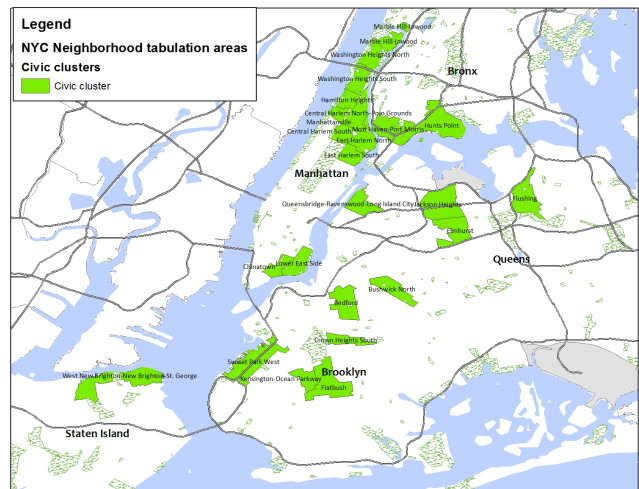 Legend
NYC Neighborhood tabulation areas
Civic clusters
Civic cluster
Marble Hill-Inwood
Marble Hill-Inwood
Washington Heights North
Bronx
Washington Heights South
Hamilton Heights
Central Harlem North-Polo Grounds
Manhattanville
Hunts Point
Central Harlem South
Mott Haven-Port Morris
East Harlem North
East Harlem South
Manhattan
Queensbridge-Ravenswood-Long Island City
Jackson Heights
Flushing
Elmhurst
Queens
Chinatown
Lower East Side
Bushwick North
Bedford
Crown Heights South
Sunset Park West
Brooklyn
West New Brighton-New Brighton-St. George
Kensington-Ocean Parkway
Flatbush
Staten Island